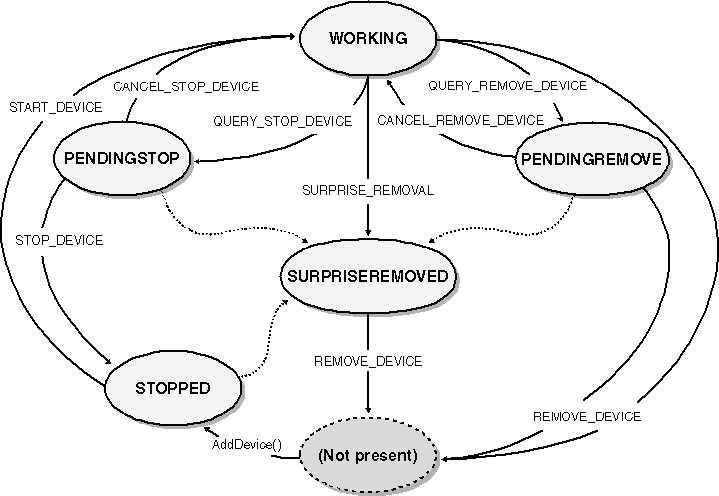 WORKING
CANCEL_STOP_DEVICE
QUERY_REMOVE_DEVICE
START_DEVICE
QUERY_STOP_DEVICE
CANCEL_REMOVE_DEVICE
PENDINGSTOP
PENDINGREMOVE
SURPRISE_REMOVAL
STOP_DEVICE
SURPRISEREMOVED
REMOVE_DEVICE
STOPPED
REMOVE_DEVICE
AddDevice()
(Not present)